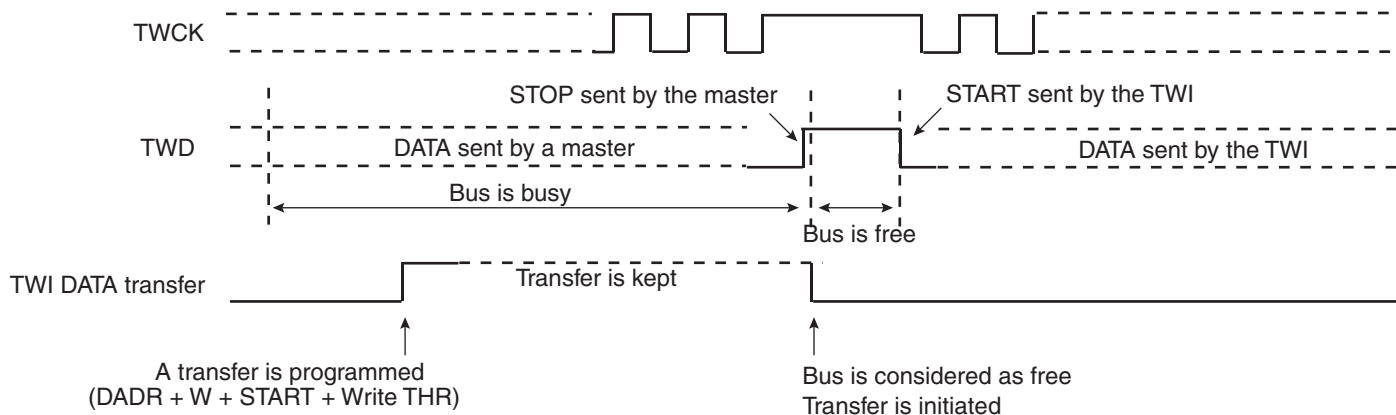 TWCK
STOP sent by the master
START sent by the TWI
TWD
DATA sent by a master
DATA sent by the TWI
Bus is busy
Bus is free
TWI DATA transfer
Transfer is kept
A transfer is programmed
(DADR + W + START + Write THR)
Bus is considered as free
Transfer is initiated